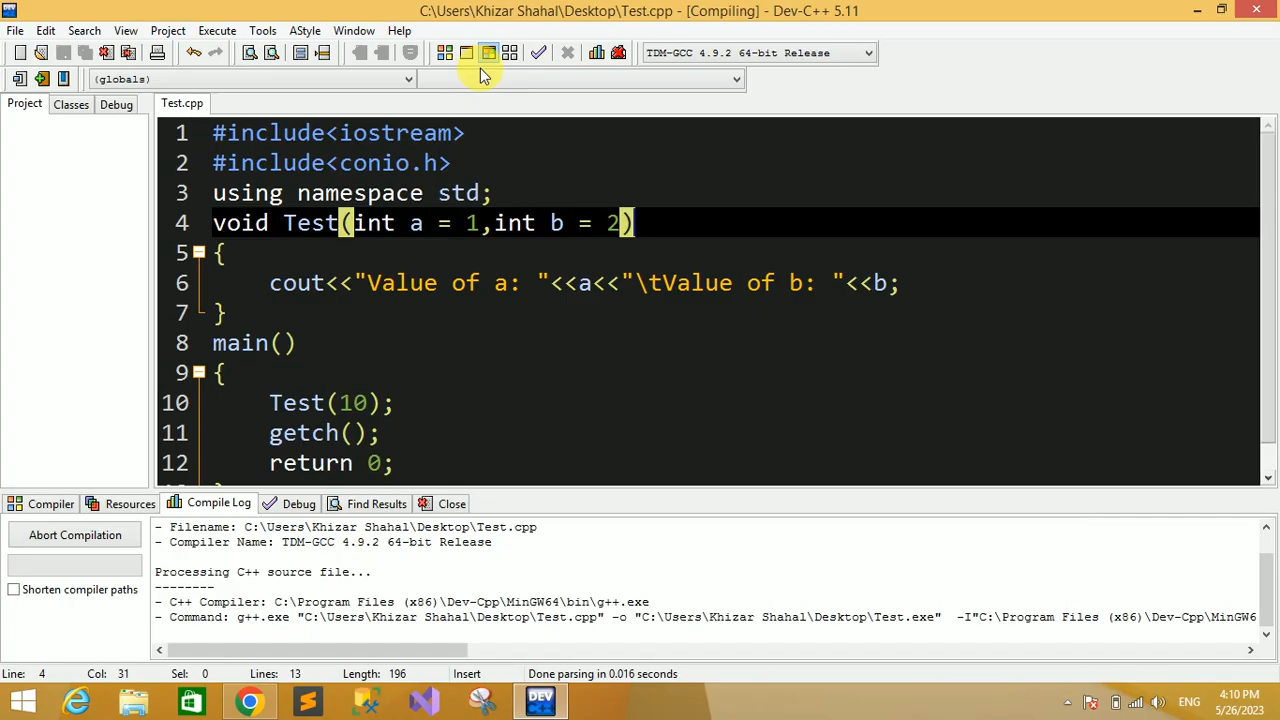 C:\Users\Khizar Shahal\Desktop\Test.cpp - [Compiling] - Dev-C++ 5.11
File Edit Search View Project Execute Tools AStyle Window Help
TDM-GCC 4.9.2 64-bit Release
(globals)
Project Classes Debug Test.cpp
1 #include<iostream>
2 #include<conio.h>
3 using namespace std;
4 void Test(int a = 1,int b = 2)
5 {
6 cout<<"Value of a: "<<a<<"\tValue of b: "<<b;
7 }
8 main()
9 {
10 Test(10);
11 getch();
12 return 0;
Compiler Resources Compile Log Debug Find Results Close
Abort Compilation
Shorten compiler paths
- Filename: C:\Users\Khizar Shahal\Desktop\Test.cpp
- Compiler Name: TDM-GCC 4.9.2 64-bit Release
Processing C++ source file...
--------
- C++ Compiler: C:\Program Files (x86)\Dev-Cpp\MinGW64\bin\g++.exe
- Command: g++.exe "C:\Users\Khizar Shahal\Desktop\Test.cpp" -o "C:\Users\Khizar Shahal\Desktop\Test.exe" -I"C:\Program Files (x86)\Dev-Cpp\MinGW6
Line: 4 Col: 31 Sel: 0 Lines: 13 Length: 196 Insert Done parsing in 0.016 seconds
DEV
ENG
4:10 PM
5/26/2023